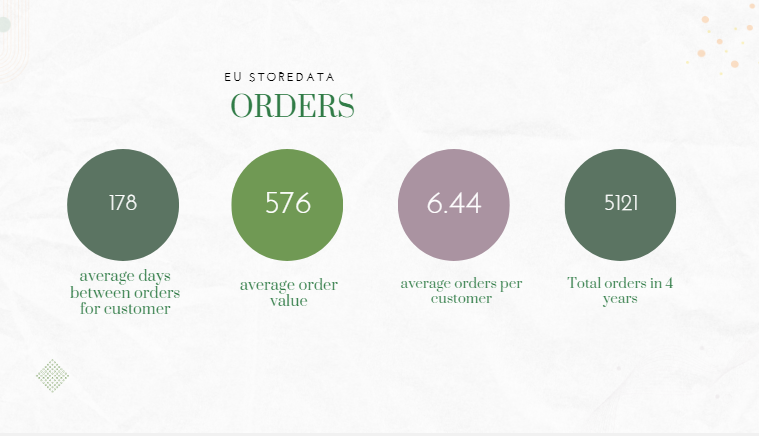 EU STOREDATA
ORDERS
178
average days
between orders
for customer
576
average order
value
6.44
average orders per
customer
5121
Total orders in 4
years